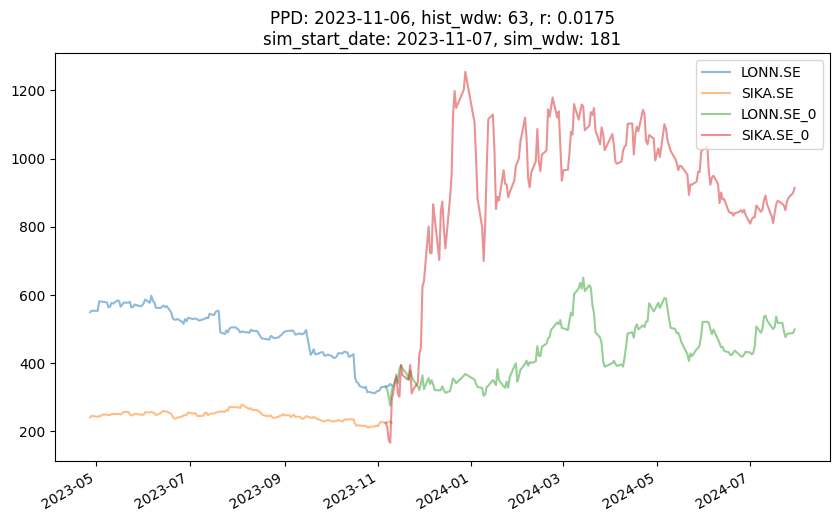 PPD: 2023-11-06, hist_wdw: 63, r: 0.0175
sim_start_date: 2023-11-07, sim_wdw: 181
LONN.SE
SIKA.SE
LONN.SE_0
SIKA.SE_0
1200
1000
800
600
400
200
2023-05
2023-07
2023-09
2023-11
2024-01
2024-03
2024-05
2024-07